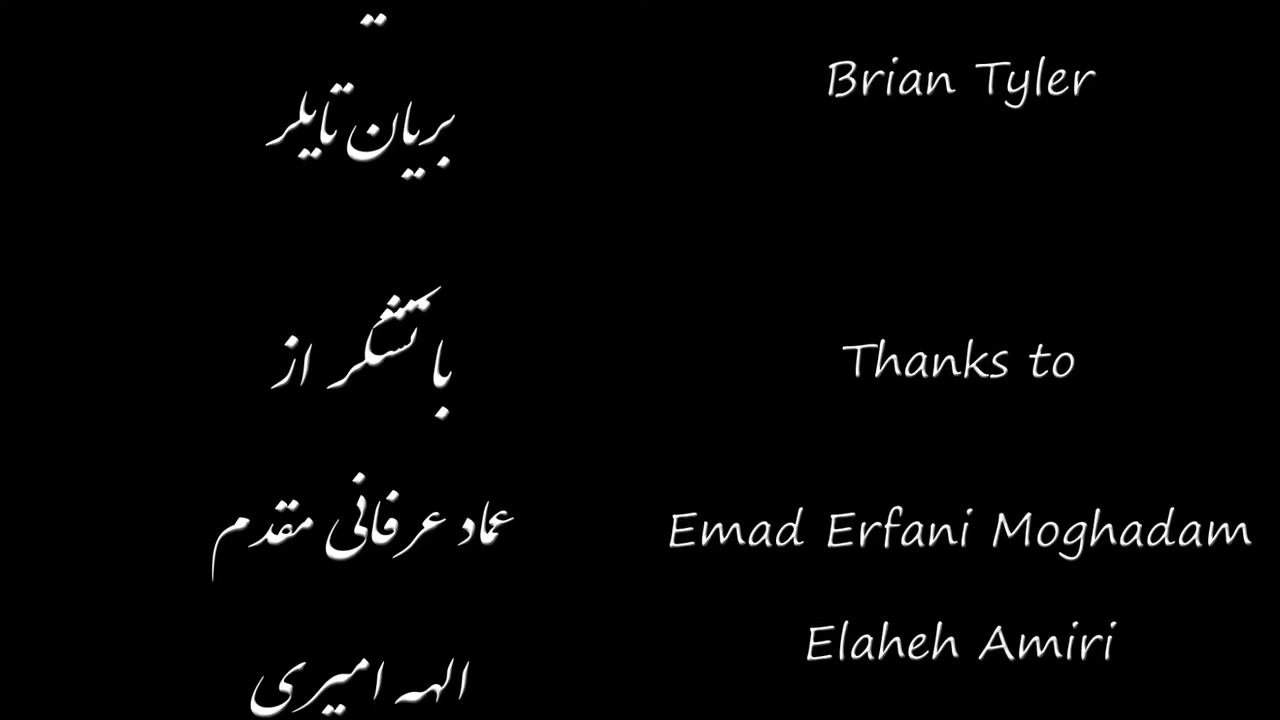 بریان تایلر
Brian Tyler
با تشکر از
Thanks to
عماد عرفانی مقدم
Emad Erfani Moghadam
الهه امیری
Elaheh Amiri